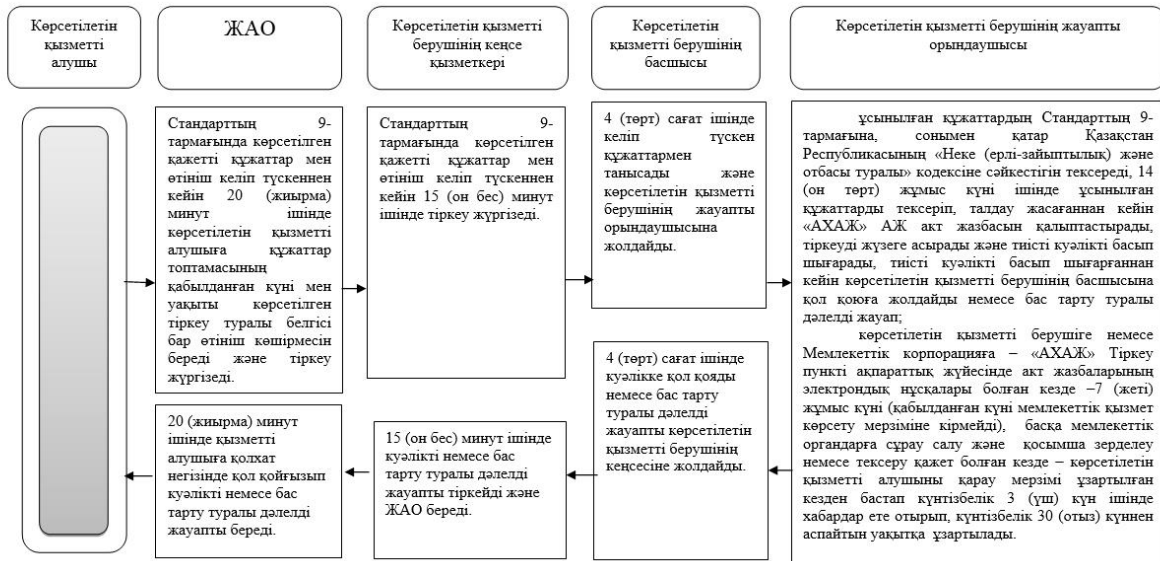 Көрсетілетін
қызметті
алушы
ЖАО
Көрсетілетін қызметті
берушінің кеңсе
қызметкері
Көрсетілетін
қызметті берушінің
басшысы
Көрсетілетін қызметті берушінің жауапты
орындаушысы
Стандарттың 9-
тармағында көрсетілген
қажетті құжаттар мен
өтініш келіп түскеннен
кейін 20 (жиырма)
минут ішінде
көрсетілетін қызметті
алушыға құжаттар
топтамасының
қабылданған күні мен
уақыты көрсетілген
тіркеу туралы белгісі
бар өтініш көшірмесін
береді және тіркеу
жүргізеді.
Стандарттың 9-
тармағында көрсетілген
қажетті құжаттар мен
өтініш келіп түскеннен
кейін 15 (он бес) минут
ішінде тіркеу жүргізеді.
4 (төрт) сағат ішінде
келіп түскен
құжаттармен
танысады және
көрсетілетін қызметті
берушінің жауапты
орындаушысына
жолдайды.
ұсынылған құжаттардың Стандарттың 9-
тармағына, сонымен қатар Қазақстан
Республикасының «Неке (ерлі-зайыптылық) және
отбасы туралы» кодексіне сәйкестігін тексереді, 14
(он төрт) жұмыс күні ішінде ұсынылған
құжаттарды тексеріп, талдау жасағаннан кейін
«АХАЖ» АЖ акт жазбасын қалыптастырады,
тіркеуді жүзеге асырады және тиісті куәлікті басып
шығарады, тиісті куәлікті басып шығарғаннан
кейін көрсетілетін қызметті берушінің басшысына
қол қоюға жолдайды немесе бас тарту туралы
дәлелді жауап;
көрсетілетін қызметті берушіге немесе
Мемлекеттік корпорацияға – «АХАЖ» Тіркеу
пункті ақпараттық жүйесінде акт жазбаларының
электрондық нұсқалары болған кезде –7 (жеті)
жұмыс күні (қабылданған күні мемлекеттік қызмет
көрсету мерзіміне кірмейді), басқа мемлекеттік
органдарға сұрау салу және қосымша зерделеу
немесе тексеру қажет болған кезде – көрсетілетін
қызметті алушыны қарау мерзімі ұзартылған
кезден бастап күнтізбелік 3 (үш) күн ішінде
хабардар ете отырып, күнтізбелік 30 (отыз) күннен
аспайтын уақытқа ұзартылады.
4 (төрт) сағат ішінде
куәлікке қол қояды
немесе бас тарту
туралы дәлелді
жауапты көрсетілетін
қызметті берушінің
кеңсесіне жолдайды.
15 (он бес) минут ішінде
куәлікті немесе бас
тарту туралы дәлелді
жауапты тіркейді және
ЖАО береді.
20 (жиырма) минут
ішінде қызметті
алушыға қолхат
негізінде қол қойғызып
куәлікті немесе бас
тарту туралы дәлелді
жауапты береді.